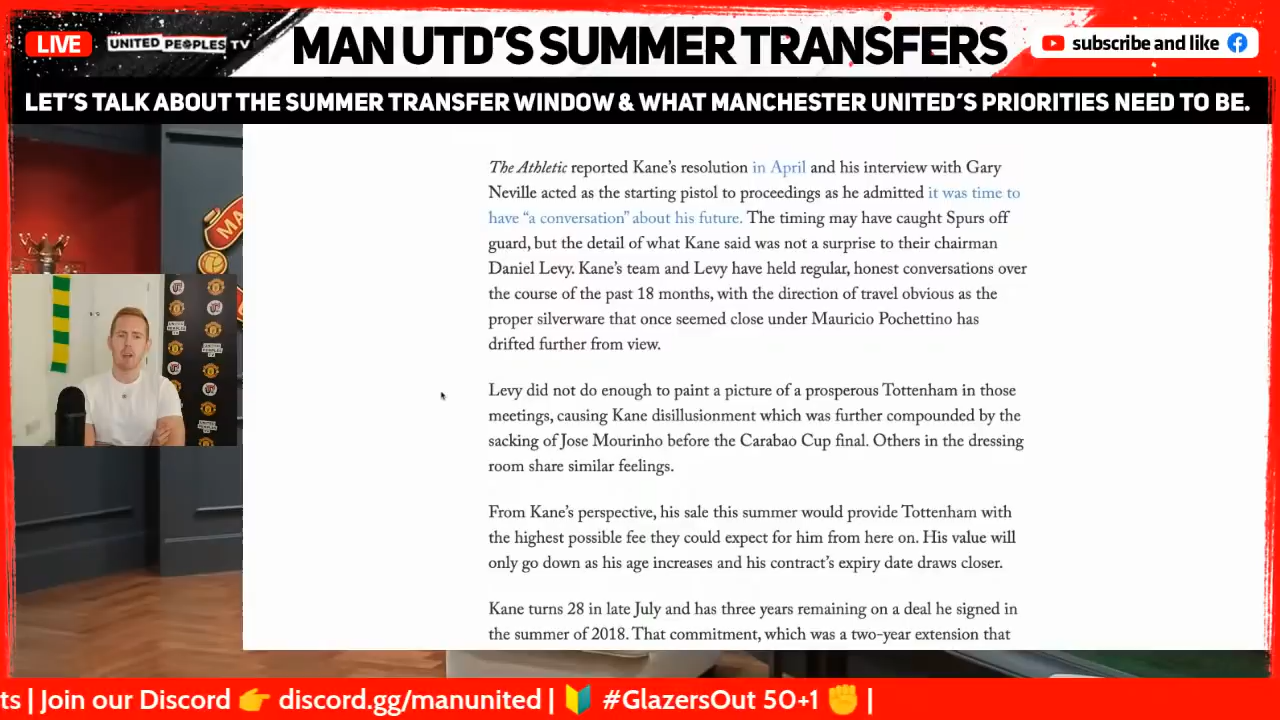 LIVE
UNITED PEOPLES TV
MAN UTD'S SUMMER TRANSFERS
subscribe and like
LET'S TALK ABOUT THE SUMMER TRANSFER WINDOW & WHAT MANCHESTER UNITED'S PRIORITIES NEED TO BE.
The Athletic reported Kane's resolution in April and his interview with Gary
Neville acted as the starting pistol to proceedings as he admitted it was time to
have “a conversation” about his future. The timing may have caught Spurs off
guard, but the detail of what Kane said was not a surprise to their chairman
Daniel Levy. Kane's team and Levy have held regular, honest conversations over
the course of the past 18 months, with the direction of travel obvious as the
proper silverware that once seemed close under Mauricio Pochettino has
drifted further from view.
Levy did not do enough to paint a picture of a prosperous Tottenham in those
meetings, causing Kane disillusionment which was further compounded by the
sacking of Jose Mourinho before the Carabao Cup final. Others in the dressing
room share similar feelings.
From Kane's perspective, his sale this summer would provide Tottenham with
the highest possible fee they could expect for him from here on. His value will
only go down as his age increases and his contract's expiry date draws closer.
Kane turns 28 in late July and has three years remaining on a deal he signed in
the summer of 2018. That commitment, which was a two-year extension that
ts | Join our Discord 👉 discord.gg/manunited | 🔰 #GlazersOut 50+1 ✊ |